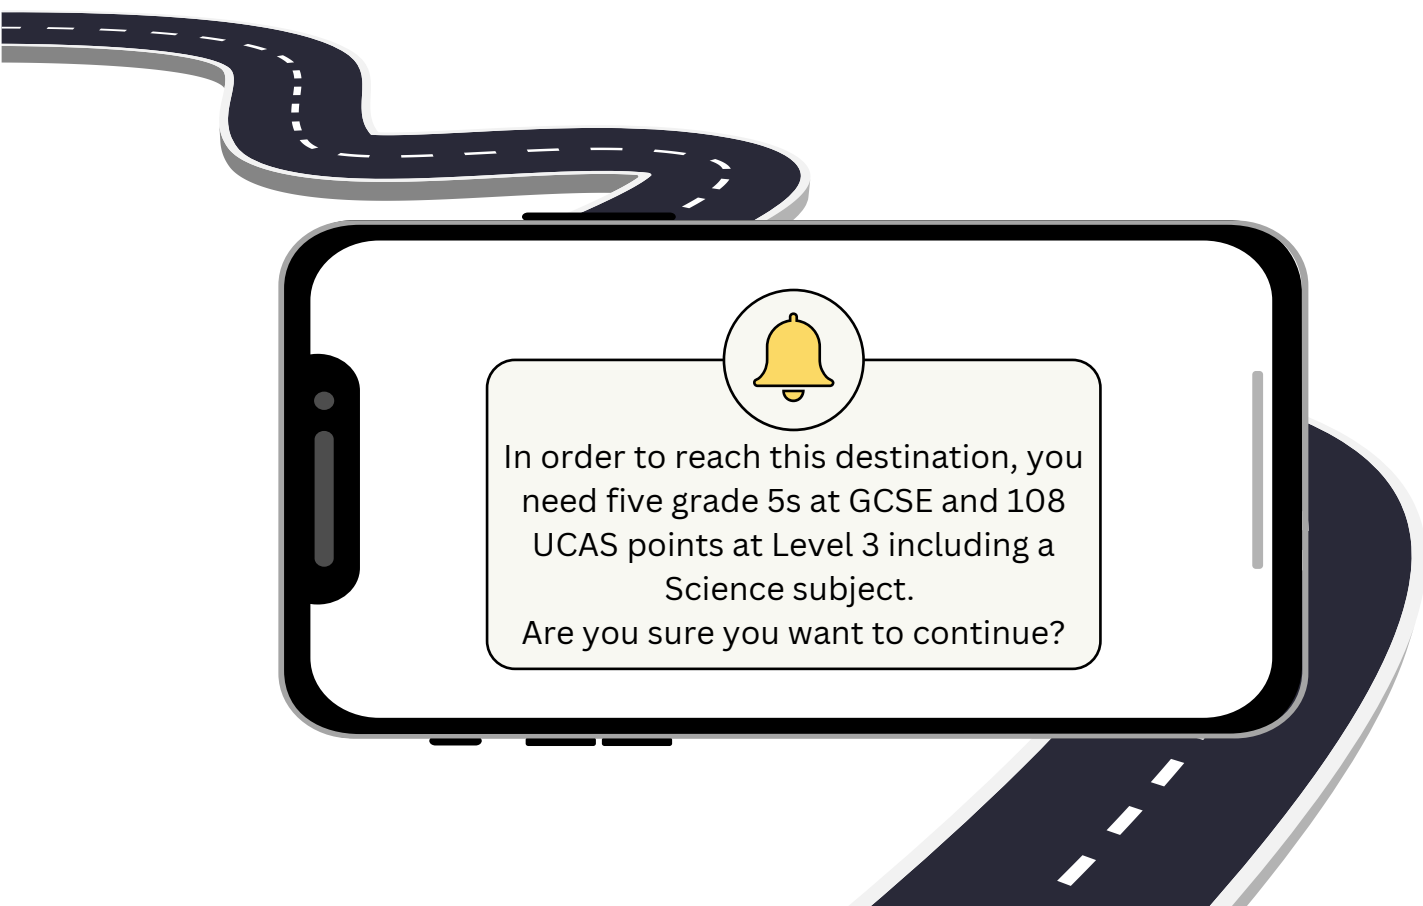 In order to reach this destination, you
need five grade 5s at GCSE and 108
UCAS points at Level 3 including a
Science subject.
Are you sure you want to continue?